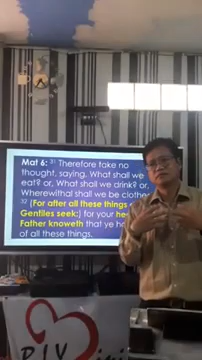 Mat 6: 31 Therefore take no
thought, saying, What shall we
eat? or, What shall we drink? or,
Wherewithal shall we be clothe
32 (For after all these things
Gentiles seek:) for your he
Father knoweth that ye h
of all these things.